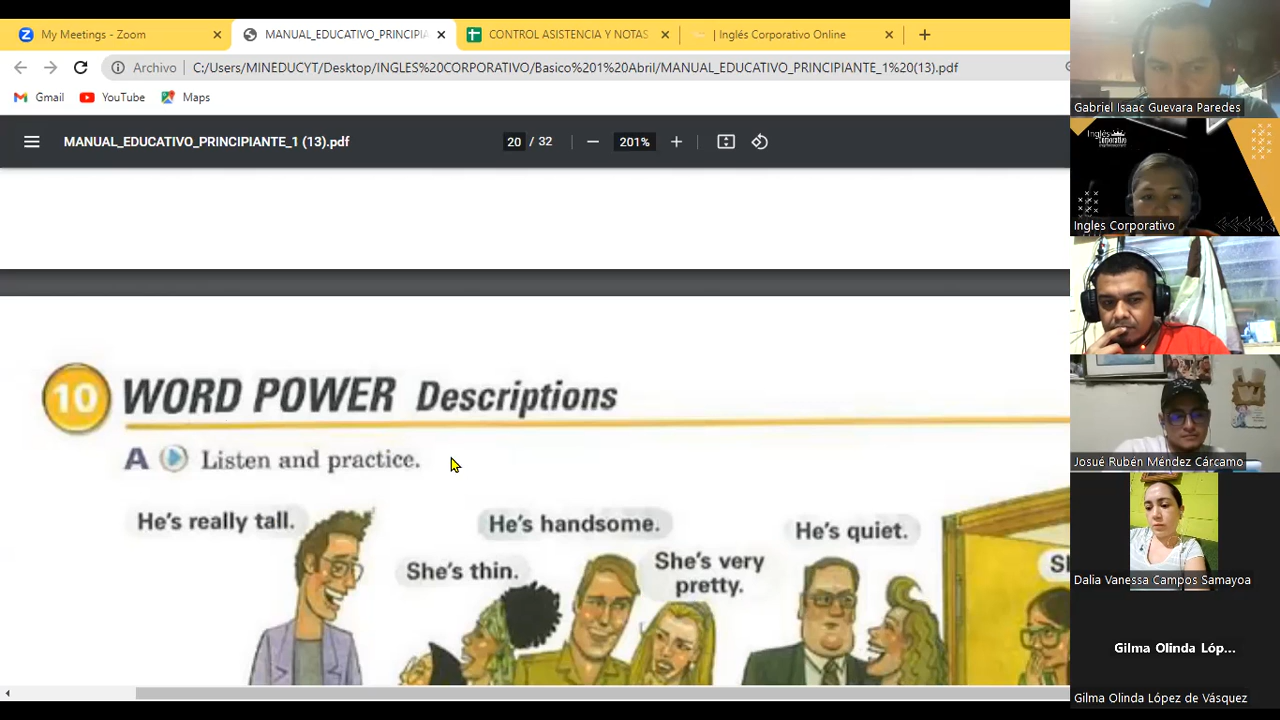 My Meetings - Zoom
MANUAL_EDUCATIVO_PRINCIPIA
CONTROL ASISTENCIA Y NOTAS
| Inglés Corporativo Online
Archivo
C:/Users/MINEDUCYT/Desktop/INGLES%20CORPORATIVO/Basico%201%20Abril/MANUAL_EDUCATIVO_PRINCIPIANTE_1%20(13).pdf
Gmail
YouTube
Maps
MANUAL_EDUCATIVO_PRINCIPIANTE_1 (13).pdf
20 / 32
201%
10 WORD POWER Descriptions
A Listen and practice.
He's really tall.
She's thin.
He's handsome.
She's very
pretty.
He's quiet.
Gabriel Isaac Guevara Paredes
Inglés
Corporativo
Ingles Corporativo
Josué Rubén Méndez Cárcamo
Dalia Vanessa Campos Samayoa
Gilma Olinda Lóp...
Gilma Olinda López de Vásquez